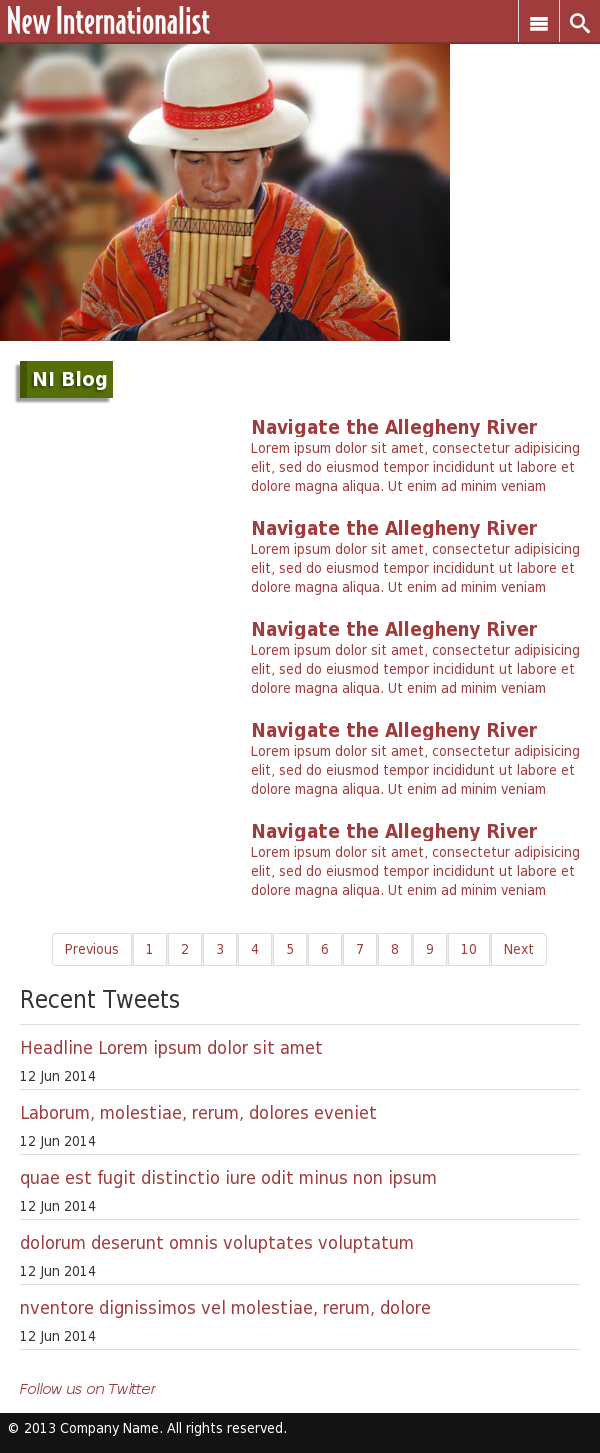 New Internationalist
NI Blog
Navigate the Allegheny River
Lorem ipsum dolor sit amet, consectetur adipisicing
elit, sed do eiusmod tempor incididunt ut labore et
dolore magna aliqua. Ut enim ad minim veniam
Navigate the Allegheny River
Lorem ipsum dolor sit amet, consectetur adipisicing
elit, sed do eiusmod tempor incididunt ut labore et
dolore magna aliqua. Ut enim ad minim veniam
Navigate the Allegheny River
Lorem ipsum dolor sit amet, consectetur adipisicing
elit, sed do eiusmod tempor incididunt ut labore et
dolore magna aliqua. Ut enim ad minim veniam
Navigate the Allegheny River
Lorem ipsum dolor sit amet, consectetur adipisicing
elit, sed do eiusmod tempor incididunt ut labore et
dolore magna aliqua. Ut enim ad minim veniam
Navigate the Allegheny River
Lorem ipsum dolor sit amet, consectetur adipisicing
elit, sed do eiusmod tempor incididunt ut labore et
dolore magna aliqua. Ut enim ad minim veniam
Previous 1 2 3 4 5 6 7 8 9 10 Next
Recent Tweets
Headline Lorem ipsum dolor sit amet
12 Jun 2014
Laborum, molestiae, rerum, dolores eveniet
12 Jun 2014
quae est fugit distinctio iure odit minus non ipsum
12 Jun 2014
dolorum deserunt omnis voluptates voluptatum
12 Jun 2014
nventore dignissimos vel molestiae, rerum, dolore
12 Jun 2014
Follow us on Twitter
© 2013 Company Name. All rights reserved.